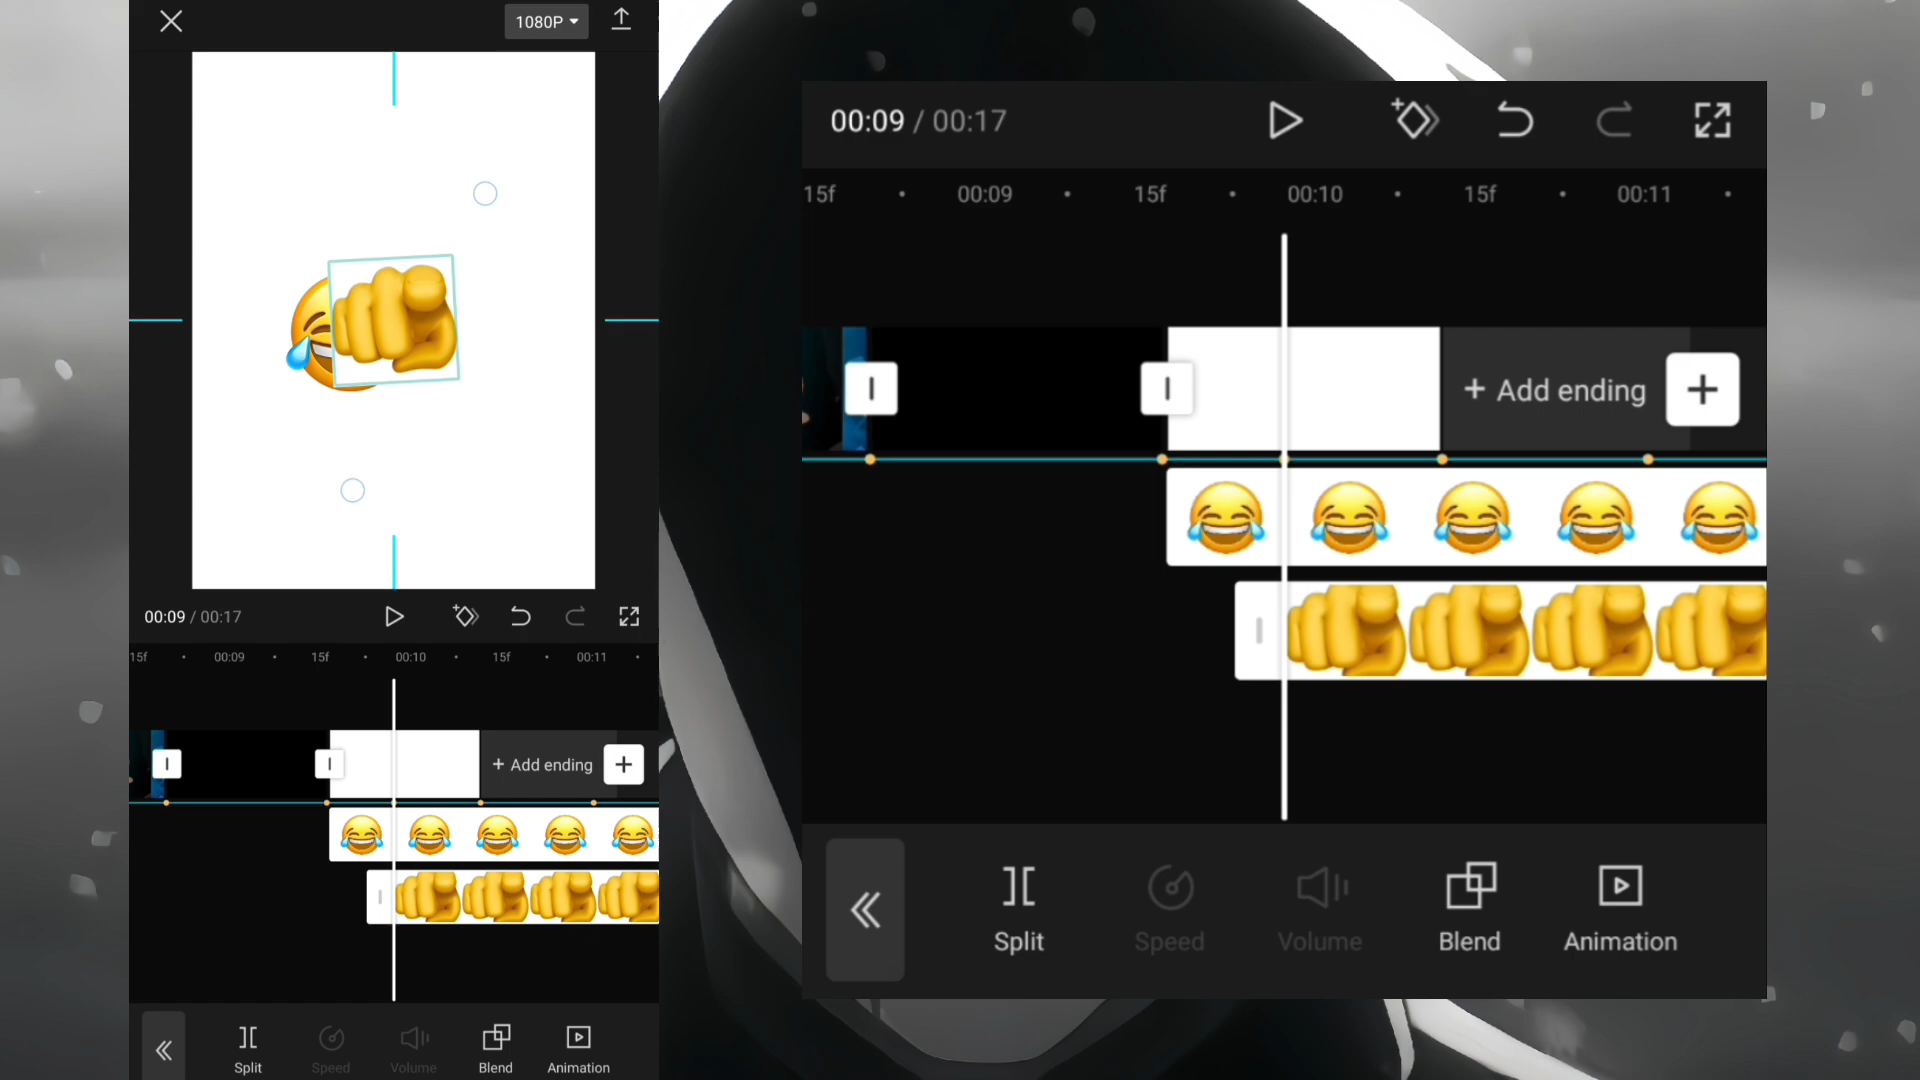 1080P
00:09 / 00:17
15f 00:09 15f 00:10 15f 00:11
+ Add ending
Split Speed Volume Blend Animation
00:09 / 00:17
15f 00:09 15f 00:10 15f 00:11
+ Add ending
Split Speed Volume Blend Animation